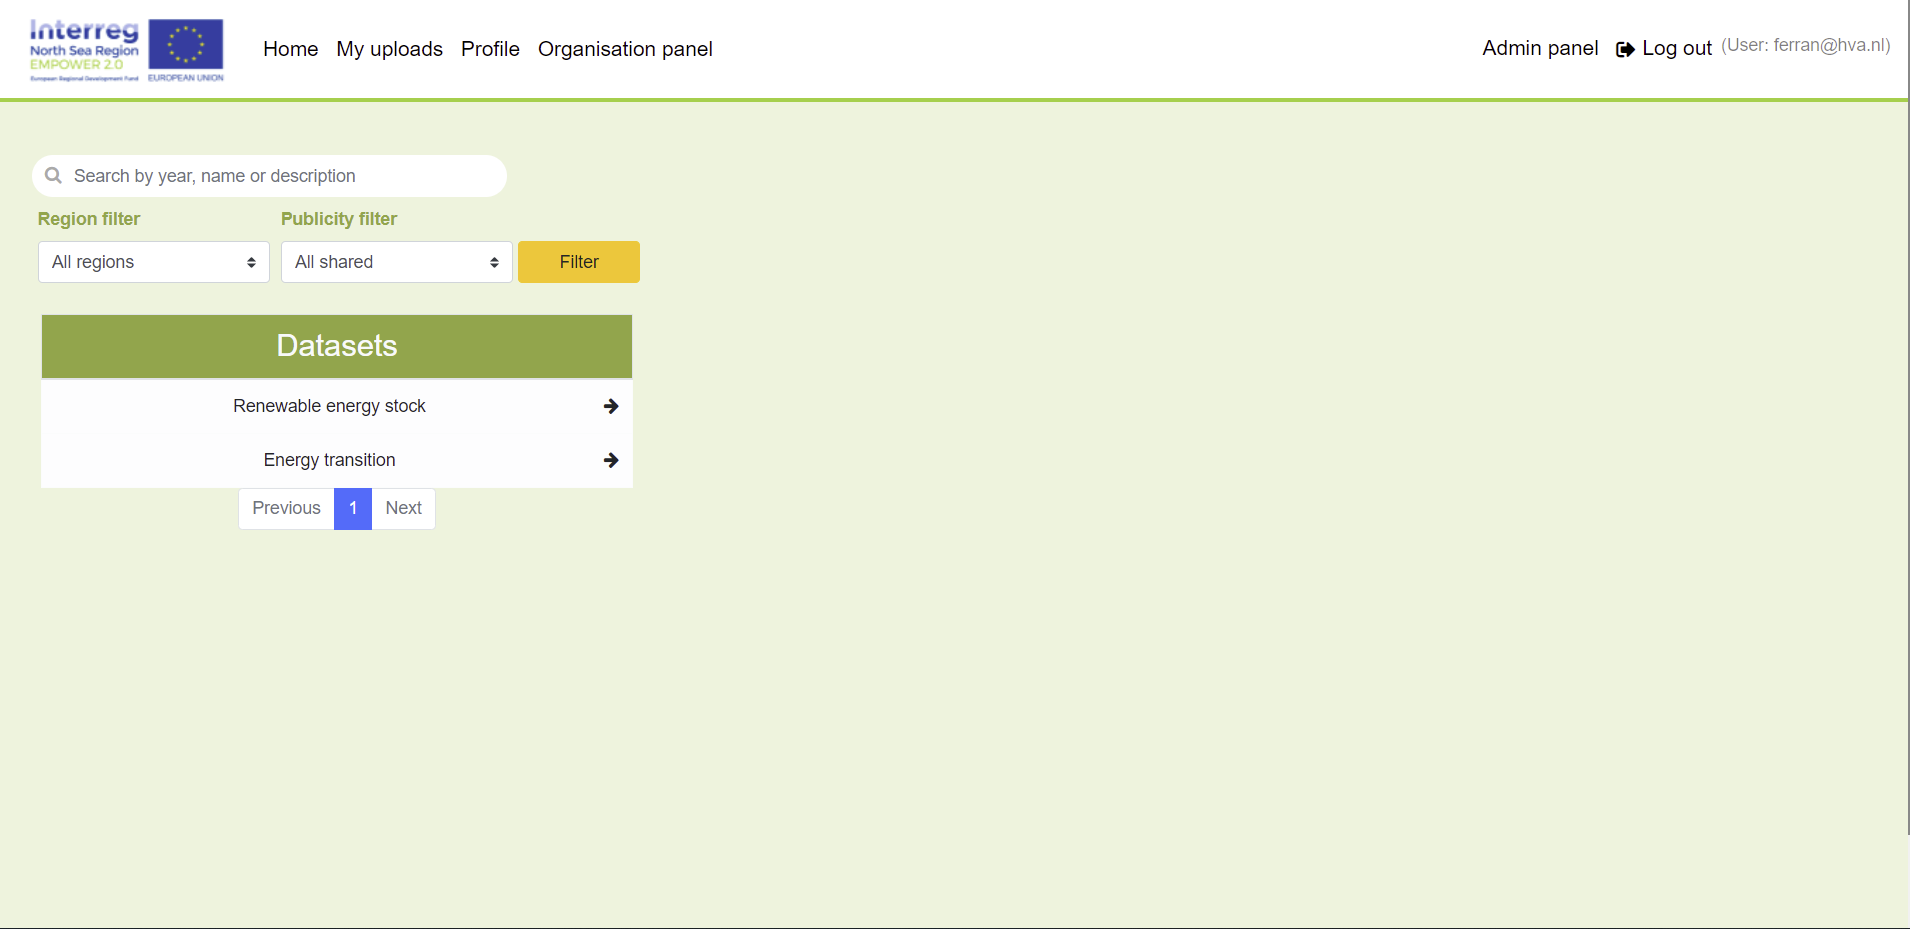 Interreg
North Sea Region
EMPOWER 2.0
European Regional Development Fund EUROPEAN UNION
Home My uploads Profile Organisation panel
Admin panel Log out (User: ferran@hva.nl)
Search by year, name or description
Region filter Publicity filter
All regions All shared Filter
Datasets
Renewable energy stock
Energy transition
Previous 1 Next